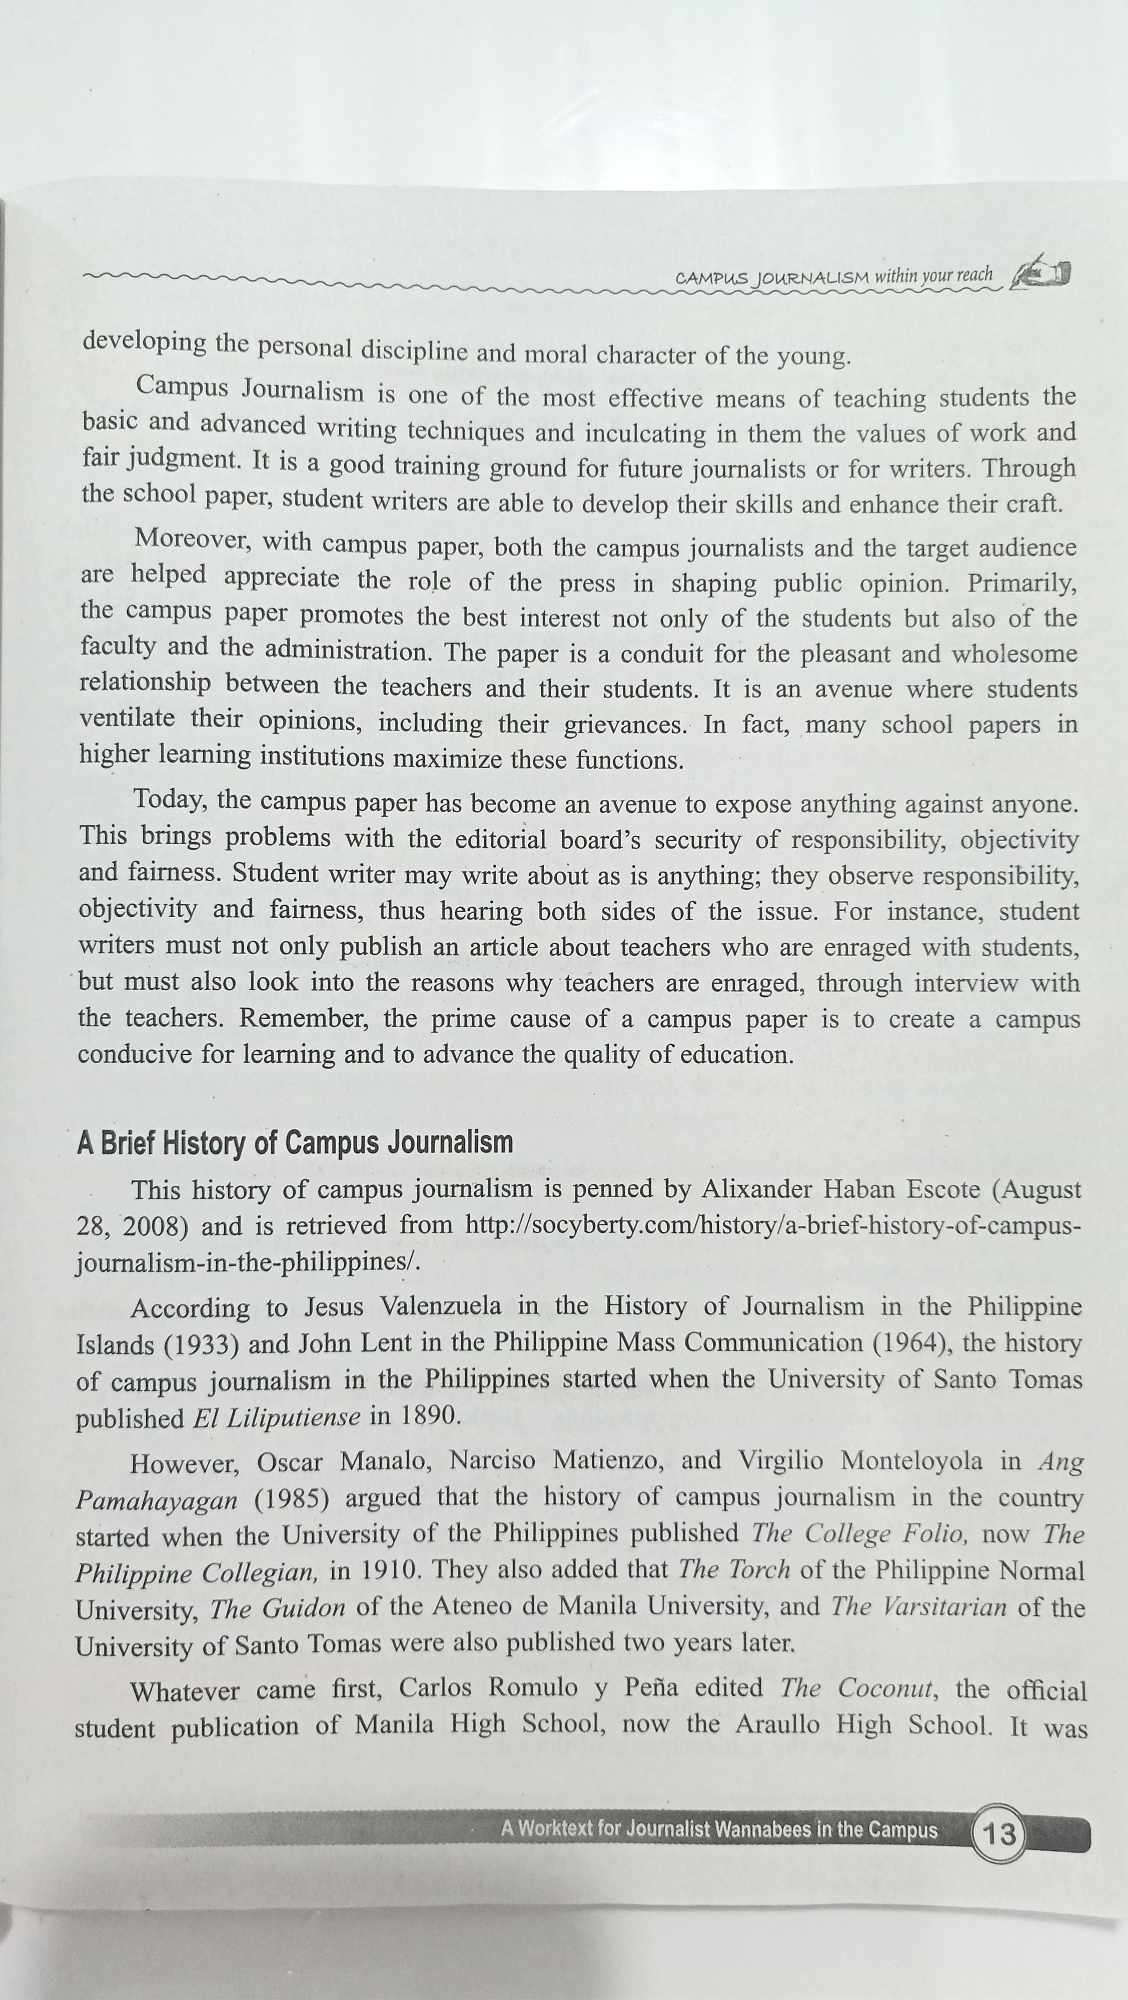 CAMPUS JOURNALISM within your reach
developing the personal discipline and moral character of the young.
Campus Journalism is one of the most effective means of teaching students the
basic and advanced writing techniques and inculcating in them the values of work and
fair judgment. It is a good training ground for future journalists or for writers. Through
the school paper, student writers are able to develop their skills and enhance their craft.
Moreover, with campus paper, both the campus journalists and the target audience
are helped appreciate the role of the press in shaping public opinion. Primarily,
the campus paper promotes the best interest not only of the students but also of the
faculty and the administration. The paper is a conduit for the pleasant and wholesome
relationship between the teachers and their students. It is an avenue where students
ventilate their opinions, including their grievances. In fact, many school papers in
higher learning institutions maximize these functions.
Today, the campus paper has become an avenue to expose anything against anyone.
This brings problems with the editorial board's security of responsibility, objectivity
and fairness. Student writer may write about as is anything; they observe responsibility,
objectivity and fairness, thus hearing both sides of the issue. For instance, student
writers must not only publish an article about teachers who are enraged with students,
but must also look into the reasons why teachers are enraged, through interview with
the teachers. Remember, the prime cause of a campus paper is to create a campus
conducive for learning and to advance the quality of education.
A Brief History of Campus Journalism
This history of campus journalism is penned by Alixander Haban Escote (August
28, 2008) and is retrieved from http://socyberty.com/history/a-brief-history-of-campus-
journalism-in-the-philippines/.
According to Jesus Valenzuela in the History of Journalism in the Philippine
Islands (1933) and John Lent in the Philippine Mass Communication (1964), the history
of campus journalism in the Philippines started when the University of Santo Tomas
published El Liliputiense in 1890.
However, Oscar Manalo, Narciso Matienzo, and Virgilio Monteloyola in Ang
Pamahayagan (1985) argued that the history of campus journalism in the country
started when the University of the Philippines published The College Folio, now The
Philippine Collegian, in 1910. They also added that The Torch of the Philippine Normal
University, The Guidon of the Ateneo de Manila University, and The Varsitarian of the
University of Santo Tomas were also published two years later.
Whatever came first, Carlos Romulo y Peña edited The Coconut, the official
student publication of Manila High School, now the Araullo High School. It was
A Worktext for Journalist Wannabees in the Campus 13